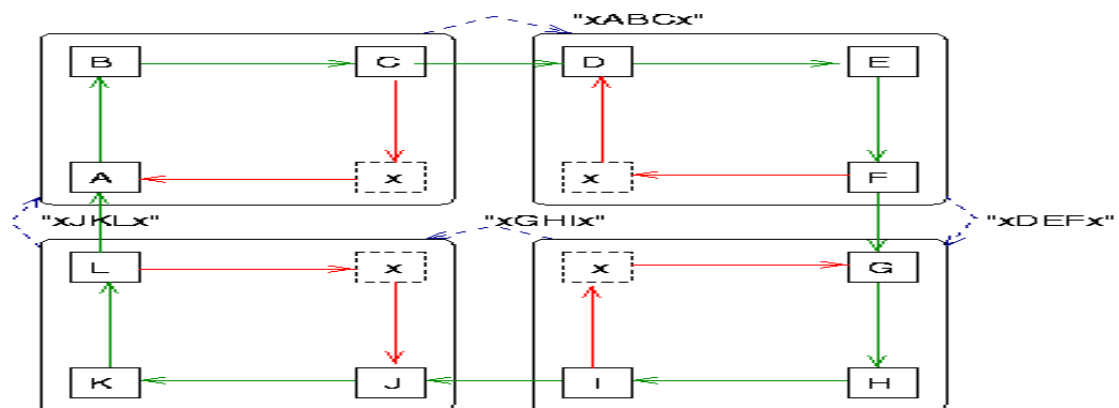 "xABCx"
B C D E
A x x F
"xJKLx" "xGHIx" "xDEFx"
L x x G
K J I H